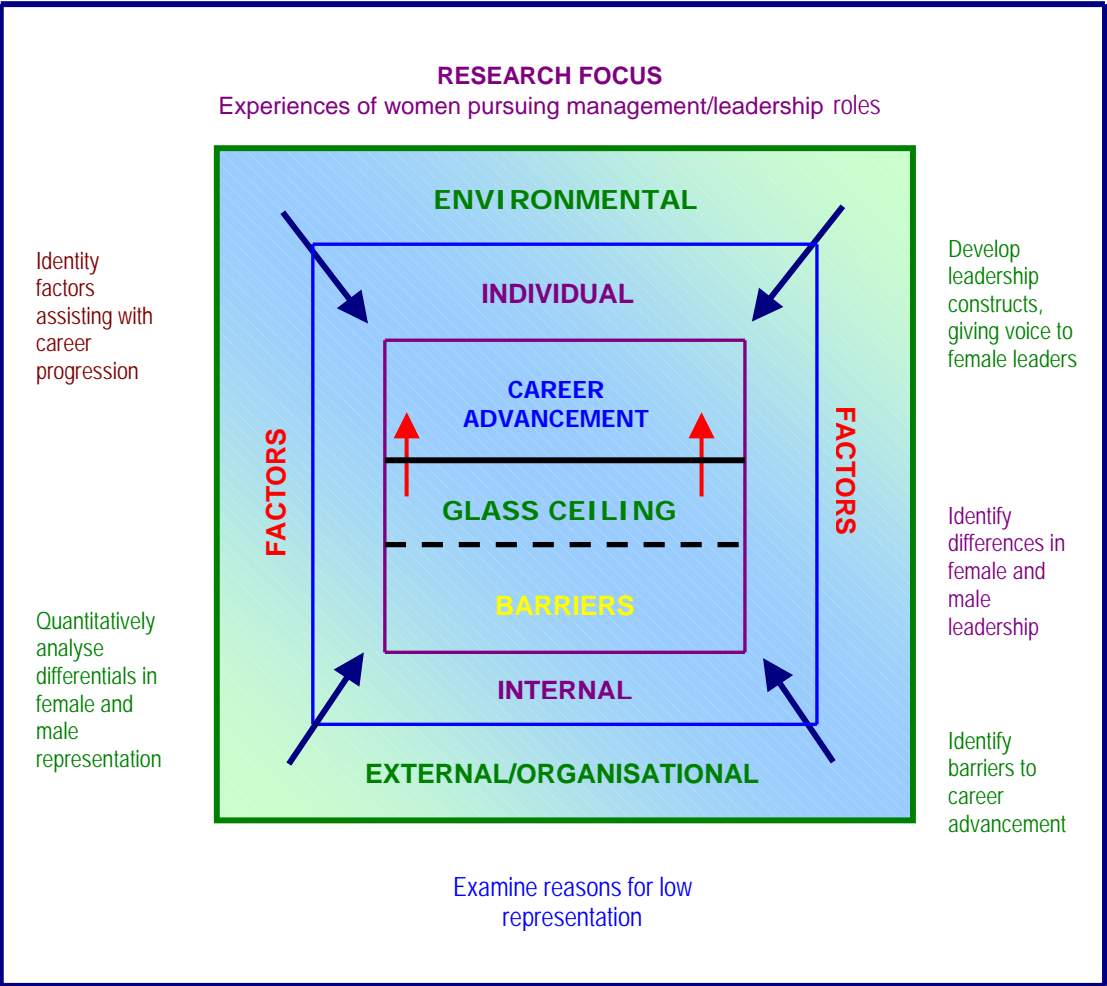 RESEARCH FOCUS
Experiences of women pursuing management/leadership roles
ENVIRONMENTAL
INDIVIDUAL
CAREER
ADVANCEMENT
GLASS CEILING
BARRIERS
INTERNAL
EXTERNAL/ORGANISATIONAL
FACTORS
FACTORS
Identity
factors
assisting with
career
progression
Quantitatively
analyse
differentials in
female and
male
representation
Develop
leadership
constructs,
giving voice to
female leaders
Identify
differences in
female and
male
leadership
Identify
barriers to
career
advancement
Examine reasons for low
representation